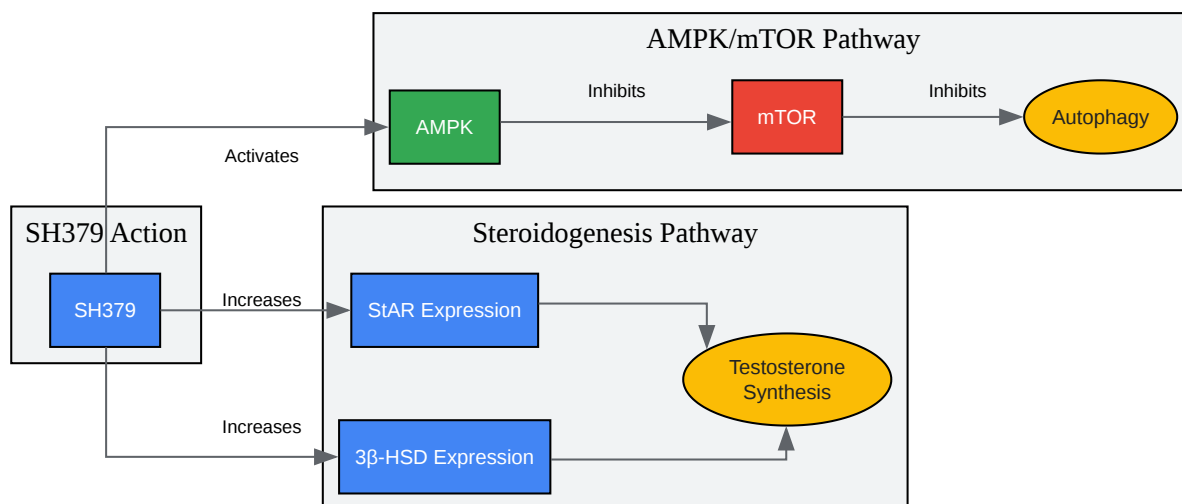 AMPK/mTOR Pathway
Inhibits
Inhibits
AMPK
mTOR
Autophagy
Activates
SH379 Action
Steroidogenesis Pathway
SH379
Increases
StAR Expression
Testosterone
Synthesis
Increases
3β-HSD Expression